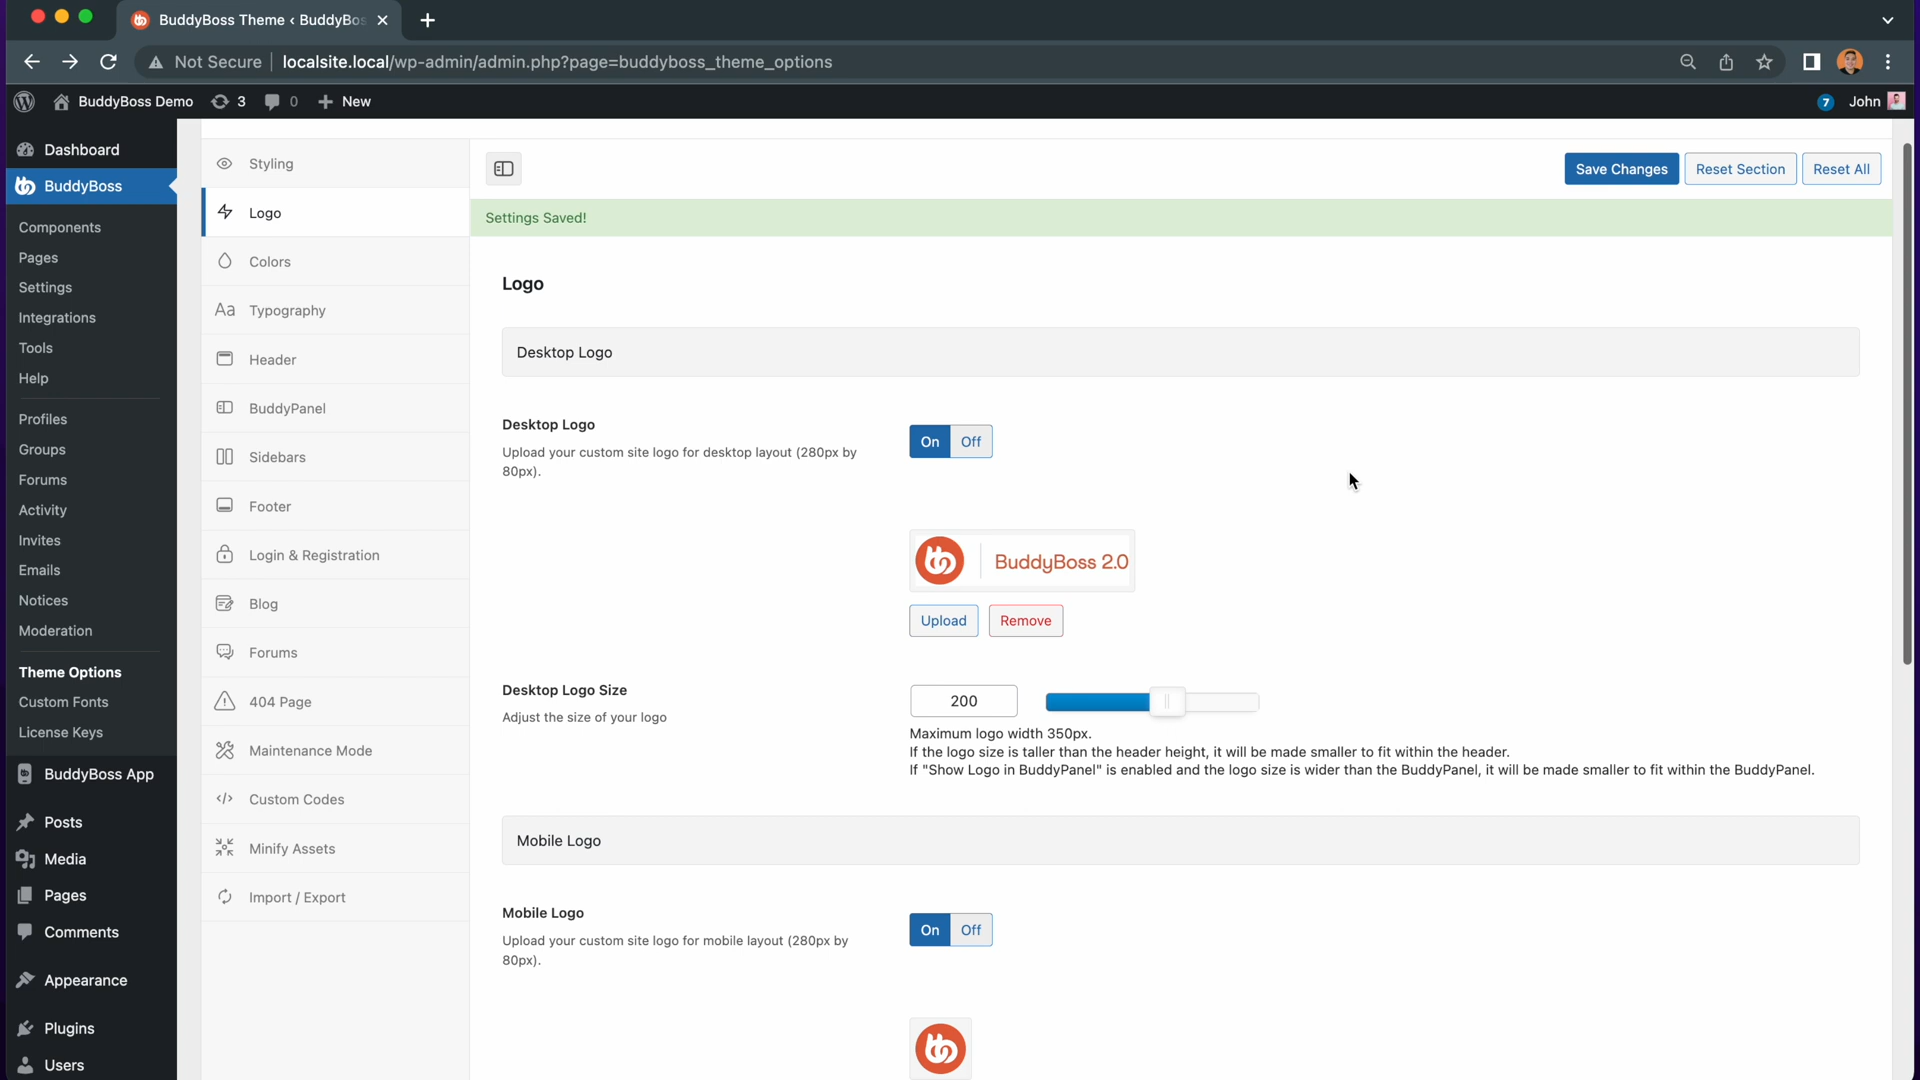 BuddyBoss Theme ‹ BuddyBos
Not Secure
localsite.local/wp-admin/admin.php?page=buddyboss_theme_options
BuddyBoss Demo
3
0
New
7
John
Dashboard
BuddyBoss
Components
Pages
Settings
Integrations
Tools
Help
Profiles
Groups
Forums
Activity
Invites
Emails
Notices
Moderation
Theme Options
Custom Fonts
License Keys
BuddyBoss App
Posts
Media
Pages
Comments
Appearance
Plugins
Users
Styling
Logo
Colors
Aa Typography
Header
BuddyPanel
Sidebars
Footer
Login & Registration
Blog
Forums
404 Page
Maintenance Mode
Custom Codes
Minify Assets
Import / Export
Save Changes
Reset Section
Reset All
Settings Saved!
Logo
Desktop Logo
Desktop Logo
Upload your custom site logo for desktop layout (280px by
80px).
On Off
BuddyBoss 2.0
Upload
Remove
Desktop Logo Size
Adjust the size of your logo
200
Maximum logo width 350px.
If the logo size is taller than the header height, it will be made smaller to fit within the header.
If "Show Logo in BuddyPanel" is enabled and the logo size is wider than the BuddyPanel, it will be made smaller to fit within the BuddyPanel.
Mobile Logo
Mobile Logo
Upload your custom site logo for mobile layout (280px by
80px).
On Off